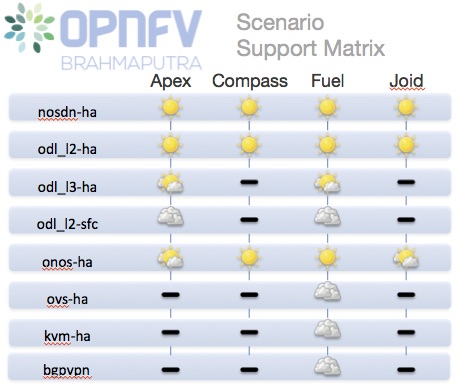 OPNFV
BRAHMAPUTRA
Scenario
Support Matrix
Apex Compass Fuel Joid
nosdn-ha
odl_l2-ha
odl_l3-ha
odl_l2-sfc
onos-ha
ovs-ha
kvm-ha
bgpvpn